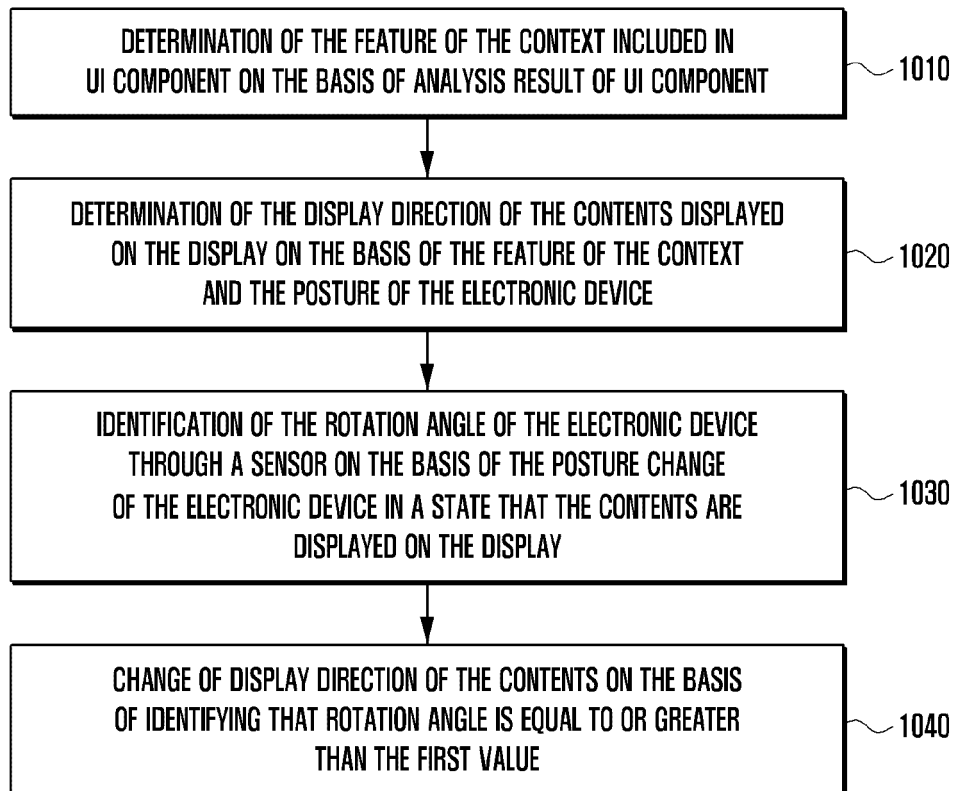 DETERMINATION OF THE FEATURE OF THE CONTEXT INCLUDED IN
UI COMPONENT ON THE BASIS OF ANALYSIS RESULT OF UI COMPONENT
1010
DETERMINATION OF THE DISPLAY DIRECTION OF THE CONTENTS DISPLAYED
ON THE DISPLAY ON THE BASIS OF THE FEATURE OF THE CONTEXT
AND THE POSTURE OF THE ELECTRONIC DEVICE
1020
IDENTIFICATION OF THE ROTATION ANGLE OF THE ELECTRONIC DEVICE
THROUGH A SENSOR ON THE BASIS OF THE POSTURE CHANGE
OF THE ELECTRONIC DEVICE IN A STATE THAT THE CONTENTS ARE
DISPLAYED ON THE DISPLAY
1030
CHANGE OF DISPLAY DIRECTION OF THE CONTENTS ON THE BASIS
OF IDENTIFYING THAT ROTATION ANGLE IS EQUAL TO OR GREATER
THAN THE FIRST VALUE
1040